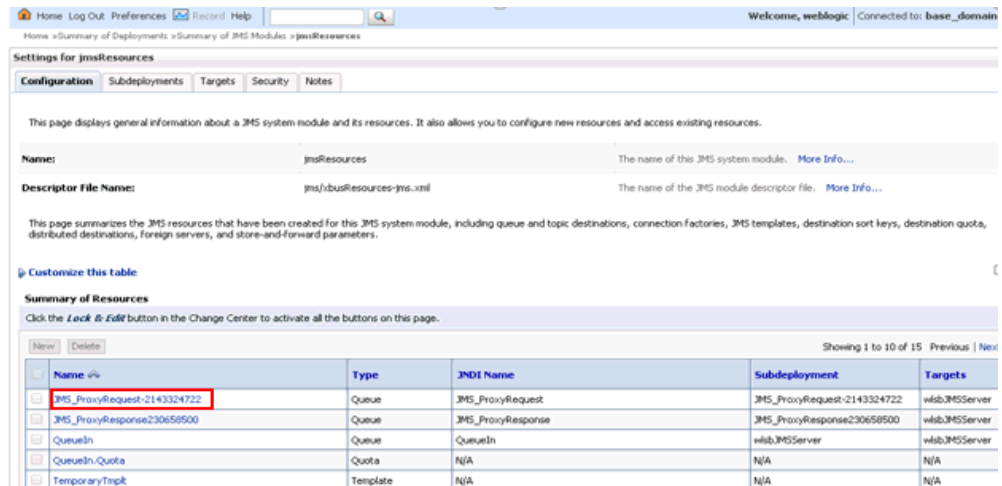 Home Log Out Preferences Record Help
Welcome, weblogic Connected to: base_domain
Home >Summary of Deployments >Summary of JMS Modules >jmsResources
Settings for jmsResources
Configuration Subdeployments Targets Security Notes
This page displays general information about a JMS system module and its resources. It also allows you to configure new resources and access existing resources.
Name: jmsResources The name of this JMS system module. More Info...
Descriptor File Name: jms/xbusResources-jms.xml The name of the JMS module descriptor file. More Info...
This page summarizes the JMS resources that have been created for this JMS system module, including queue and topic destinations, connection factories, JMS templates, destination sort keys, destination quota,
distributed destinations, foreign servers, and store-and-forward parameters.
Customize this table
Summary of Resources
Click the Lock & Edit button in the Change Center to activate all the buttons on this page.
New Delete Showing 1 to 10 of 15 Previous | Next
Name Type JNDI Name Subdeployment Targets
JMS_ProxyRequest-2143324722 Queue JMS_ProxyRequest JMS_ProxyRequest-2143324722 wlsbJMSServer
JMS_ProxyResponse230658500 Queue JMS_ProxyResponse JMS_ProxyResponse230658500 wlsbJMSServer
QueueIn Queue QueueIn wlsbJMSServer wlsbJMSServer
QueueIn.Quota Quota N/A N/A N/A
TemporaryTmplt Template N/A N/A N/A